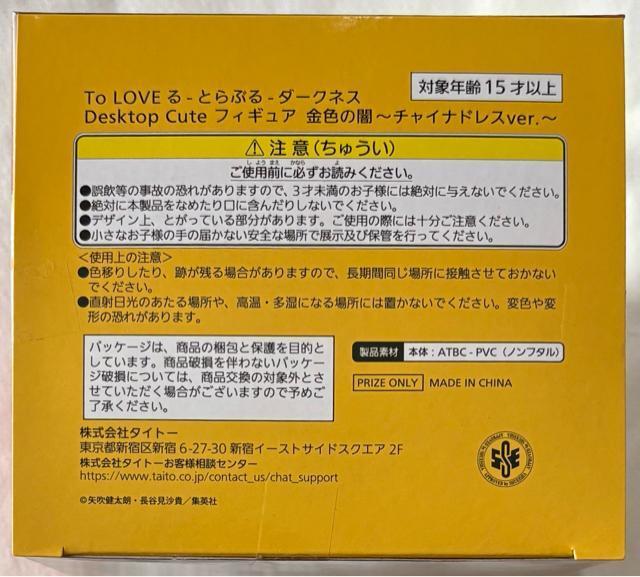 対象年齢15才以上
To LOVEる-とらぶる-ダークネス
Desktop Cute フィギュア 金色の闇～チャイナドレスver.～
注意(ちゅうい)
ご使用前に必ずお読みください。
●誤飲等の事故の恐れがありますので、3才未満のお子様には絶対に与えないでください。
●絶対に本製品をなめたり口に含んだりしないでください。
●デザイン上、とがっている部分があります。ご使用の際には十分ご注意ください。
●小さなお子様の手の届かない安全な場所で展示及び保管を行ってください。
<使用上の注意>
●色移りしたり、跡が残る場合がありますので、長期間同じ場所に接触させておかない
でください。
●直射日光のあたる場所や、高温・多湿になる場所には置かないでください。変色や変
形の恐れがあります。
パッケージは、商品の梱包と保護を目的と
しています。商品破損を伴わないパッケー
ジ破損については、商品交換の対象外とさ
せていただく場合がございますので予めご
了承ください。
製品素材 本体:ATBC-PVC(ノンフタル)
PRIZE ONLY MADE IN CHINA
株式会社タイトー
東京都新宿区新宿6-27-30 新宿イーストサイドスクエア 2F
株式会社タイトーお客様相談センター
https://www.taito.co.jp/contact_us/chat_support
©矢吹健太朗・長谷見沙貴/集英社